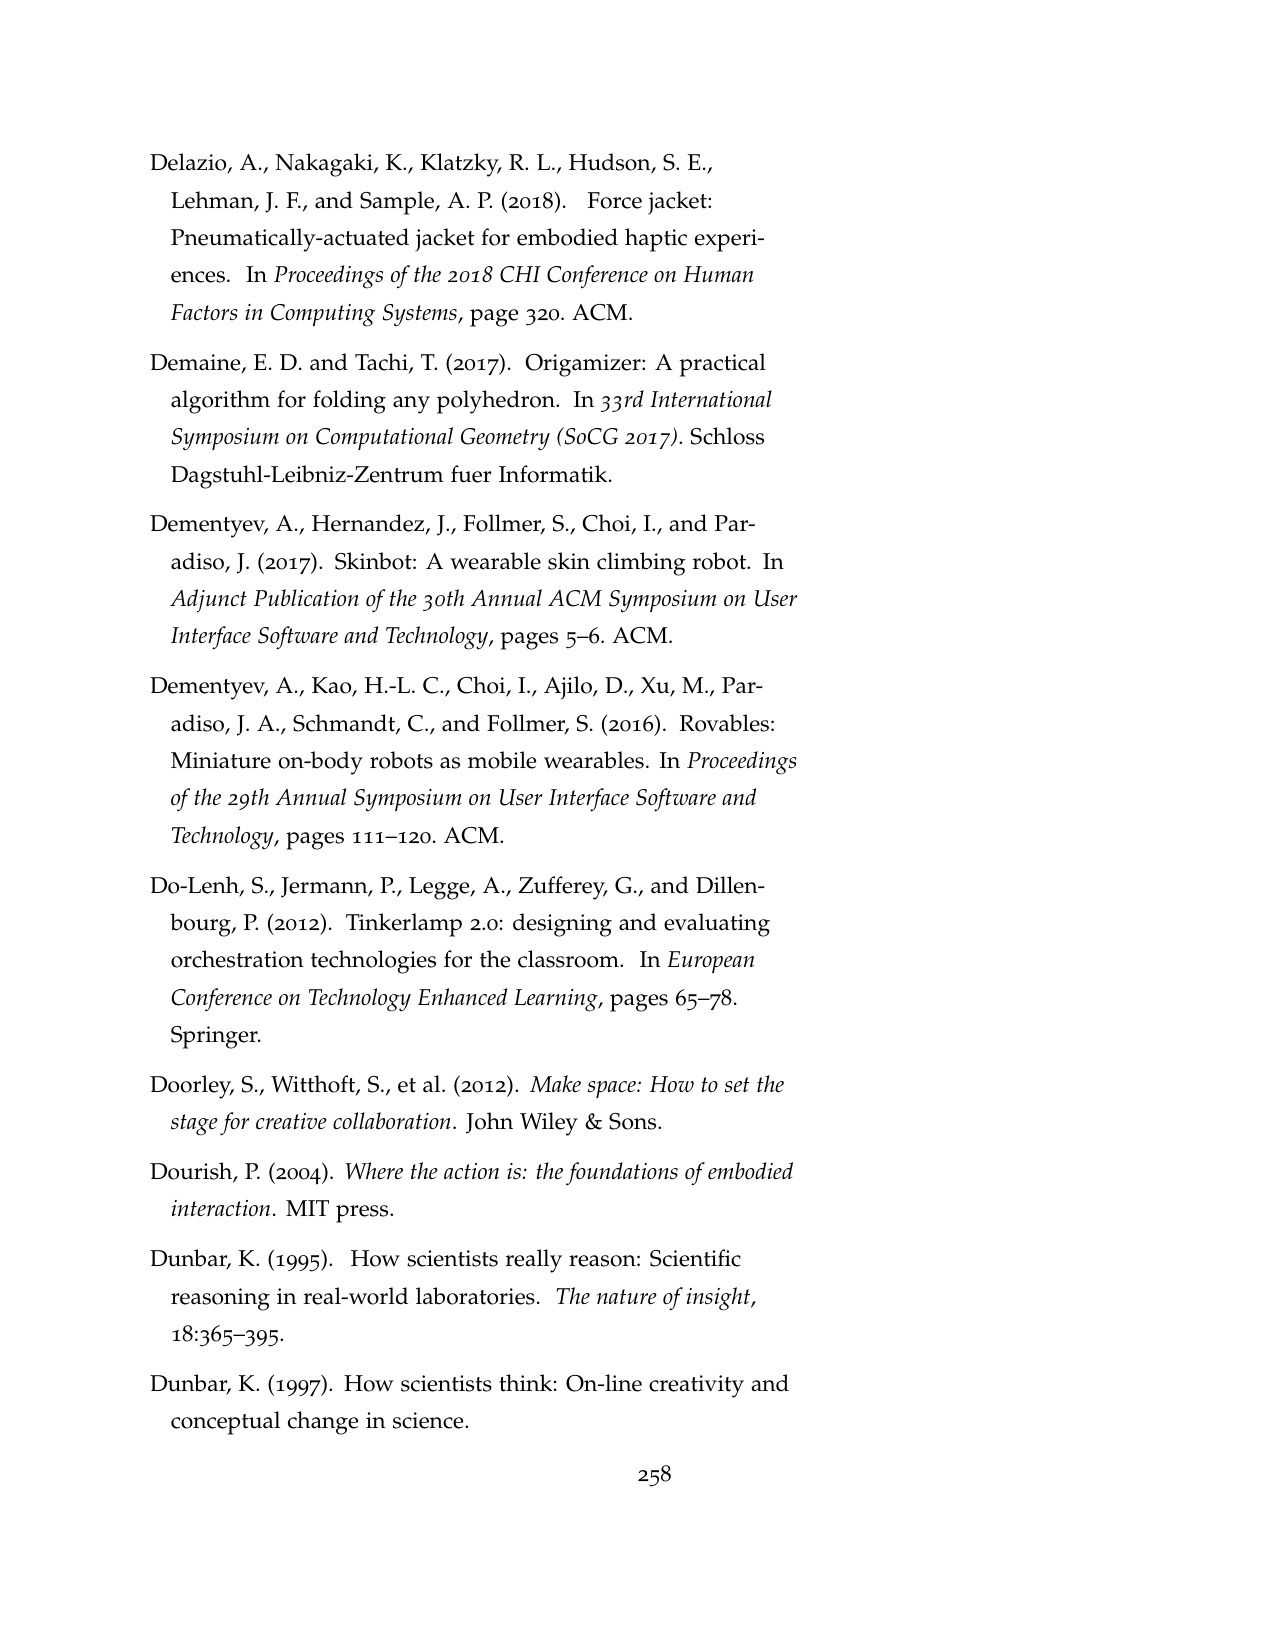 Delazio, A., Nakagaki, K., Klatzky, R. L., Hudson, S. E.,
Lehman, J. F., and Sample, A. P. (2018). Force jacket:
Pneumatically-actuated jacket for embodied haptic experi-
ences. In Proceedings of the 2018 CHI Conference on Human
Factors in Computing Systems, page 320. ACM.
Demaine, E. D. and Tachi, T. (2017). Origamizer: A practical
algorithm for folding any polyhedron. In 33rd International
Symposium on Computational Geometry (SoCG 2017). Schloss
Dagstuhl-Leibniz-Zentrum fuer Informatik.
Dementyev, A., Hernandez, J., Follmer, S., Choi, I., and Par-
adiso, J. (2017). Skinbot: A wearable skin climbing robot. In
Adjunct Publication of the 30th Annual ACM Symposium on User
Interface Software and Technology, pages 5–6. ACM.
Dementyev, A., Kao, H.-L. C., Choi, I., Ajilo, D., Xu, M., Par-
adiso, J. A., Schmandt, C., and Follmer, S. (2016). Rovables:
Miniature on-body robots as mobile wearables. In Proceedings
of the 29th Annual Symposium on User Interface Software and
Technology, pages 111–120. ACM.
Do-Lenh, S., Jermann, P., Legge, A., Zufferey, G., and Dillen-
bourg, P. (2012). Tinkerlamp 2.0: designing and evaluating
orchestration technologies for the classroom. In European
Conference on Technology Enhanced Learning, pages 65–78.
Springer.
Doorley, S., Witthoft, S., et al. (2012). Make space: How to set the
stage for creative collaboration. John Wiley & Sons.
Dourish, P. (2004). Where the action is: the foundations of embodied
interaction. MIT press.
Dunbar, K. (1995). How scientists really reason: Scientific
reasoning in real-world laboratories. The nature of insight,
18:365–395.
Dunbar, K. (1997). How scientists think: On-line creativity and
conceptual change in science.
258